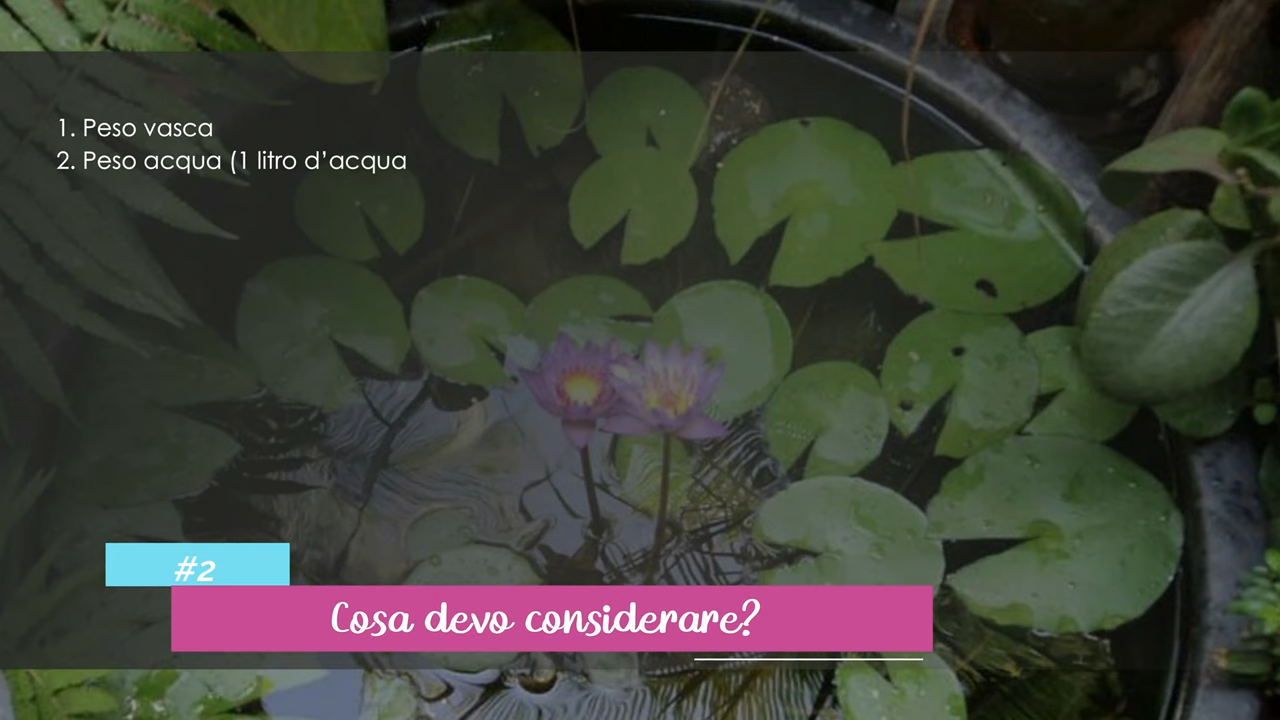 1. Peso vasca
2. Peso acqua (1 litro d’acqua
#2
Cosa devo considerare?